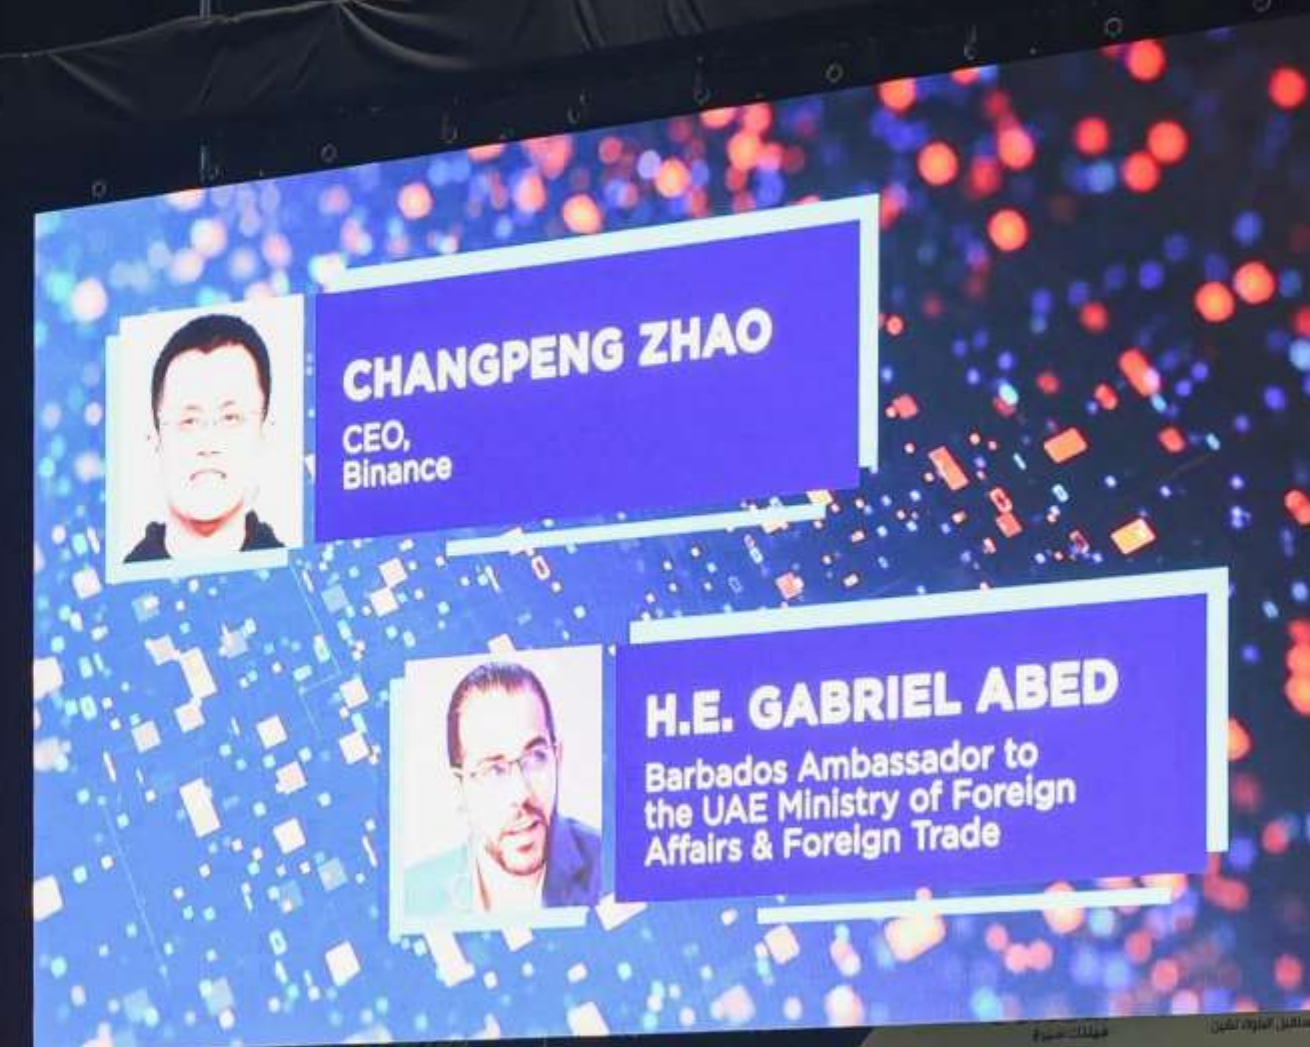 CHANGPENG ZHAO
CEO,
Binance
H.E. GABRIEL ABED
Barbados Ambassador to
the UAE Ministry of Foreign
Affairs & Foreign Trade